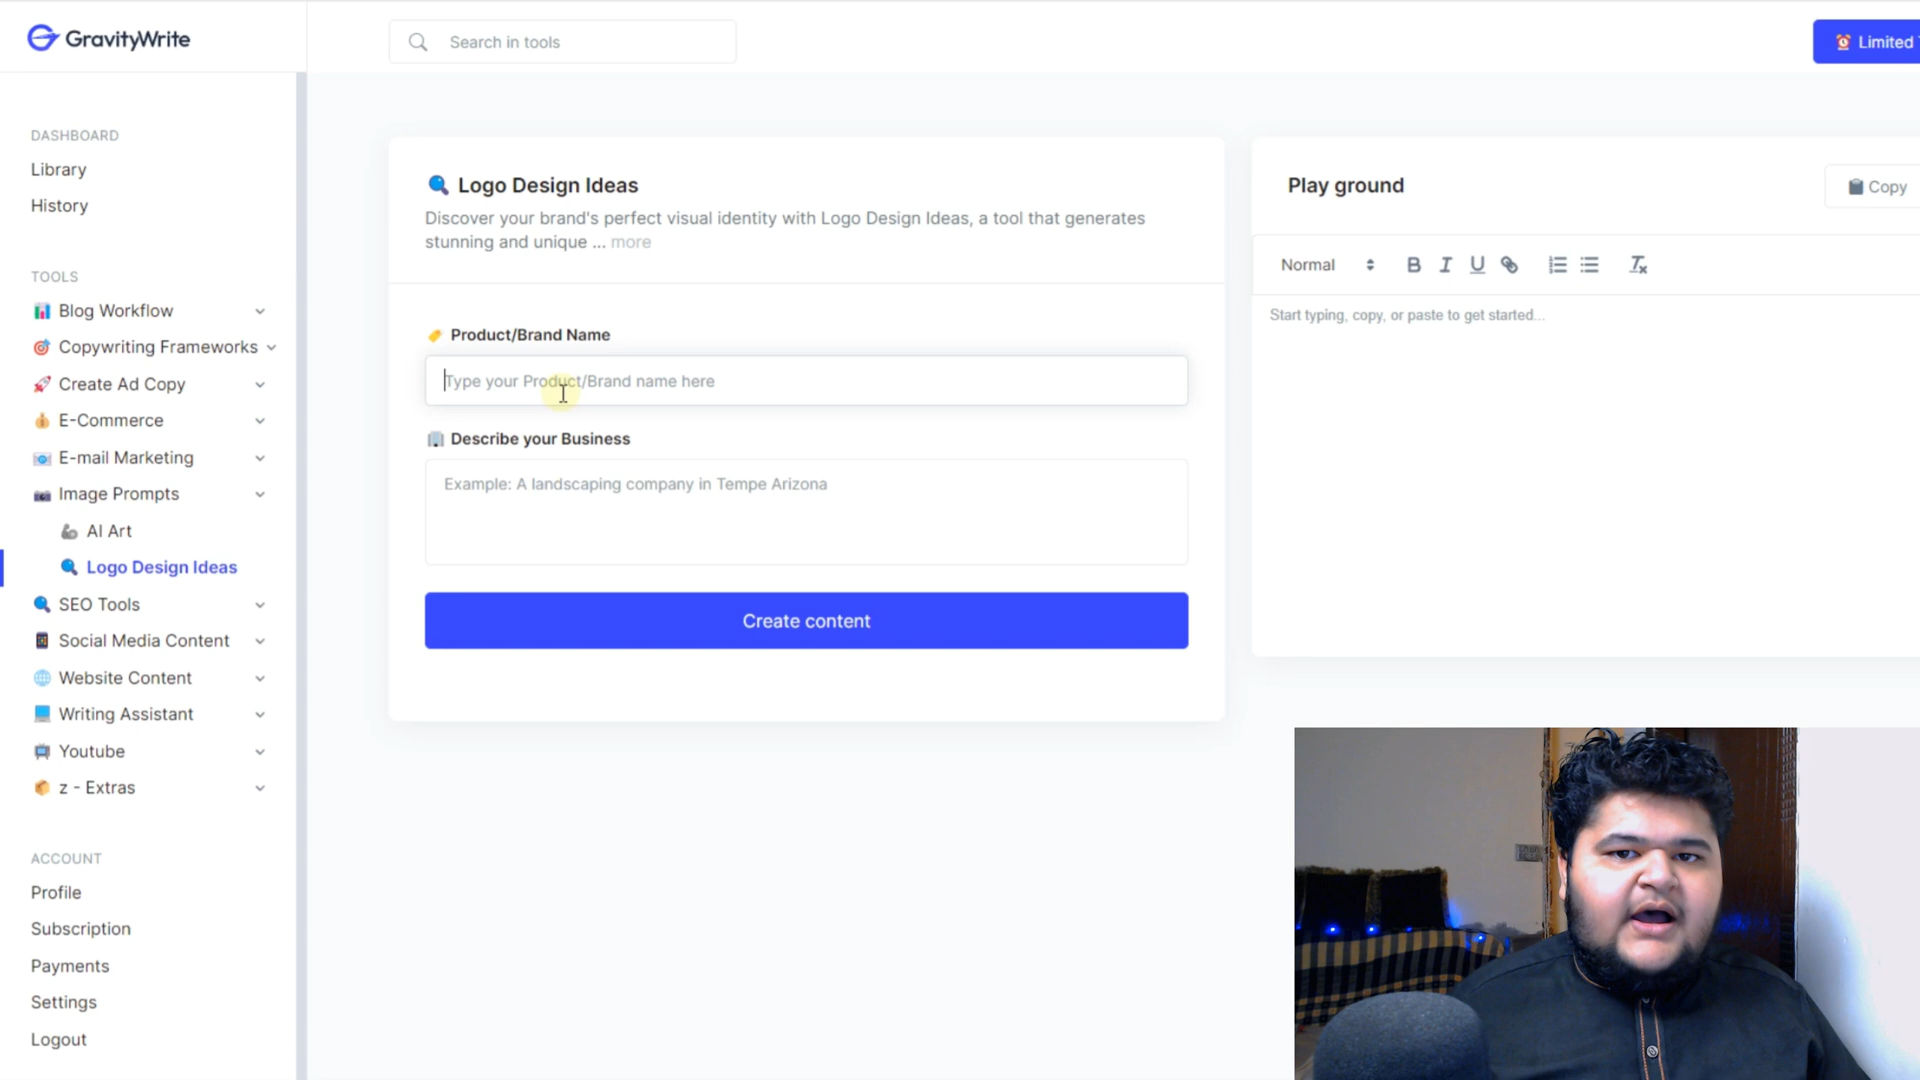 GravityWrite
Search in tools
Limited
DASHBOARD
Library
History
TOOLS
Blog Workflow
Copywriting Frameworks
Create Ad Copy
E-Commerce
E-mail Marketing
Image Prompts
AI Art
Logo Design Ideas
SEO Tools
Social Media Content
Website Content
Writing Assistant
Youtube
z - Extras
ACCOUNT
Profile
Subscription
Payments
Settings
Logout
Logo Design Ideas
Discover your brand's perfect visual identity with Logo Design Ideas, a tool that generates
stunning and unique ... more
Product/Brand Name
Type your Product/Brand name here
Describe your Business
Example: A landscaping company in Tempe Arizona
Create content
Play ground
Copy
Normal
Start typing, copy, or paste to get started...